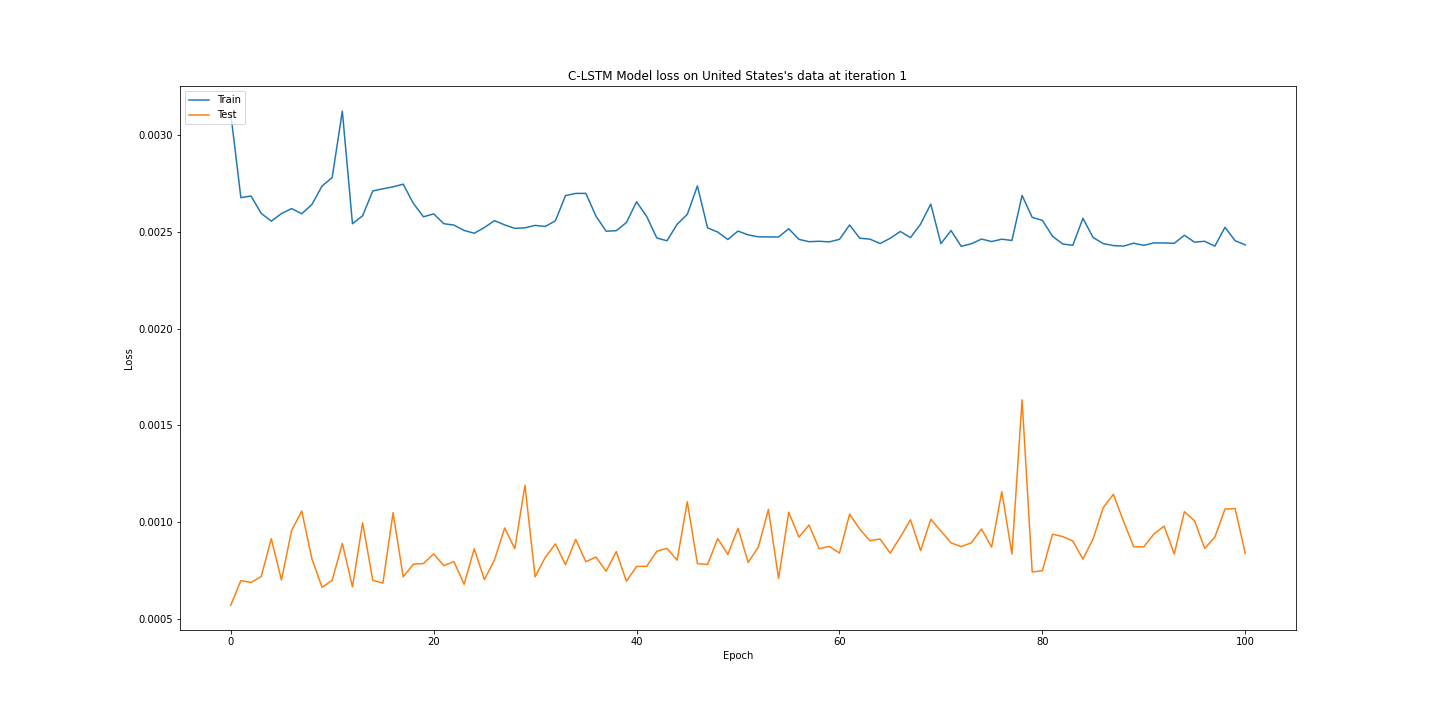 C-LSTM Model loss on United States's data at iteration 1
Train
Test
0.0030
0.0025
0.0020
0.0015
0.0010
0.0005
Loss
0 20 40 60 80 100
Epoch